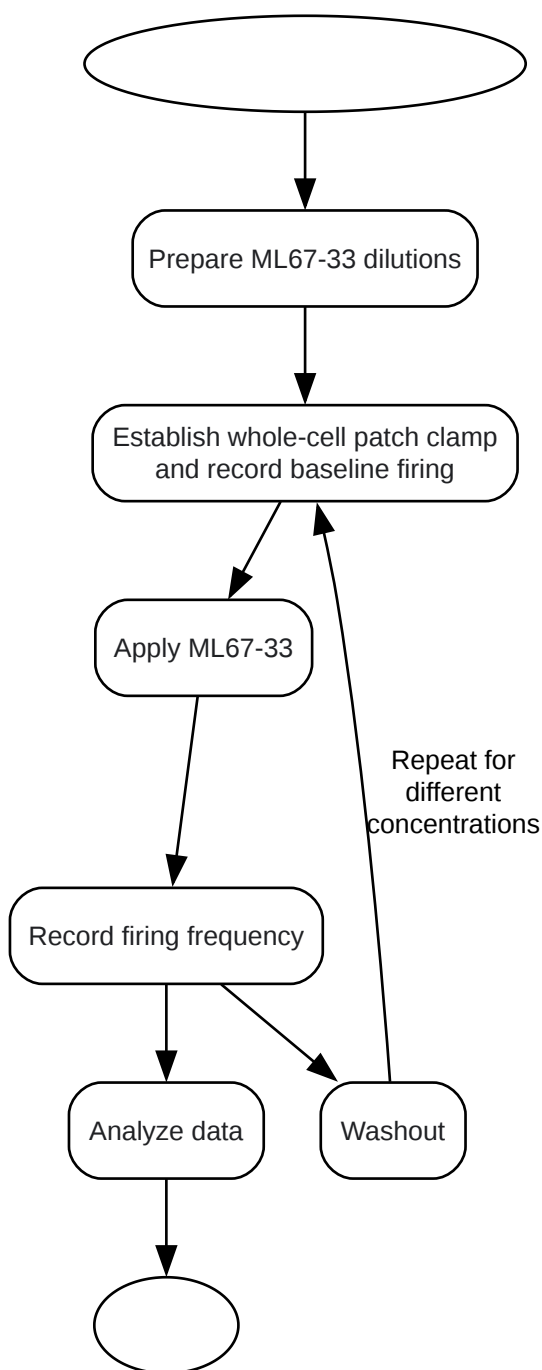 Prepare ML67-33 dilutions
Establish whole-cell patch clamp
and record baseline firing
Apply ML67-33
Repeat for
different
concentrations
Record firing frequency
Analyze data
Washout